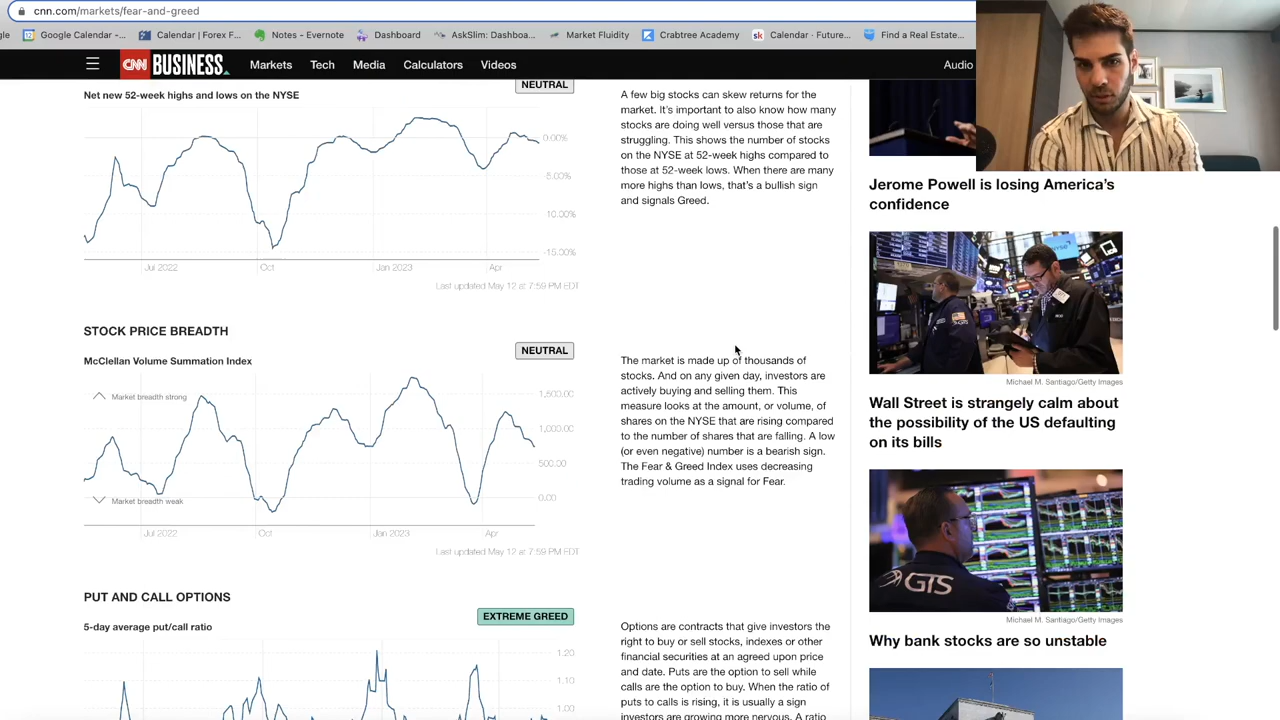 cnn.com/markets/fear-and-greed
gle
Google Calendar -...
Calendar | Forex F...
Notes - Evernote
Dashboard
AskSlim: Dashboa...
Market Fluidity
Crabtree Academy
Calendar · Future...
Find a Real Estate...
CNN BUSINESS
Markets
Tech
Media
Calculators
Videos
Audio
NEUTRAL
Net new 52-week highs and lows on the NYSE
0.00%
-5.00%
10.00%
-15.00%
Jul 2022
Oct
Jan 2023
Apr
Last updated May 12 at 7:59 PM EDT
A few big stocks can skew returns for the
market. It's important to also know how many
stocks are doing well versus those that are
struggling. This shows the number of stocks
on the NYSE at 52-week highs compared to
those at 52-week lows. When there are many
more highs than lows, that's a bullish sign
and signals Greed.
STOCK PRICE BREADTH
McClellan Volume Summation Index
NEUTRAL
Market breadth strong
Market breadth weak
1,500.00
1,000.00
500.00
0.00
Jul 2022
Oct
Jan 2023
Apr
Last updated May 12 at 7:59 PM EDT
The market is made up of thousands of
stocks. And on any given day, investors are
actively buying and selling them. This
measure looks at the amount, or volume, of
shares on the NYSE that are rising compared
to the number of shares that are falling. A low
(or even negative) number is a bearish sign.
The Fear & Greed Index uses decreasing
trading volume as a signal for Fear.
PUT AND CALL OPTIONS
5-day average put/call ratio
EXTREME GREED
1.20
1.10
1.00
Options are contracts that give investors the
right to buy or sell stocks, indexes or other
financial securities at an agreed upon price
and date. Puts are the option to sell while
calls are the option to buy. When the ratio of
puts to calls is rising, it is usually a sign
investors are growing more nervous. A ratio
Jerome Powell is losing America's
confidence
Michael M. Santiago/Getty Images
Wall Street is strangely calm about
the possibility of the US defaulting
on its bills
GTS
Michael M. Santiago/Getty Images
Why bank stocks are so unstable